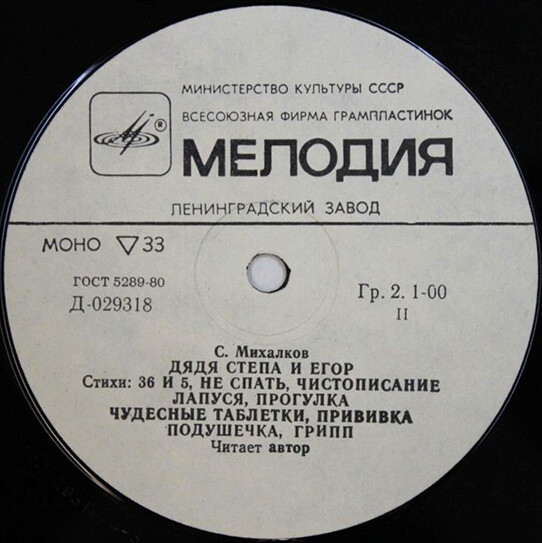 МИНИСТЕРСТВО КУЛЬТУРЫ СССР
ВСЕСОЮЗНАЯ ФИРМА ГРАМПЛАСТИНОК
®
МЕЛОДИЯ
ЛЕНИНГРАДСКИЙ ЗАВОД
МОНО ▽ 33
ГОСТ 5289-80
Д-029318
Гр. 2. 1-00
II
С. Михалков
ДЯДЯ СТЕПА И ЕГОР
Стихи: 36 И 5, НЕ СПАТЬ, ЧИСТОПИСАНИЕ
ЛАПУСЯ, ПРОГУЛКА
ЧУДЕСНЫЕ ТАБЛЕТКИ, ПРИВИВКА
ПОДУШЕЧКА, ГРИПП
Читает автор